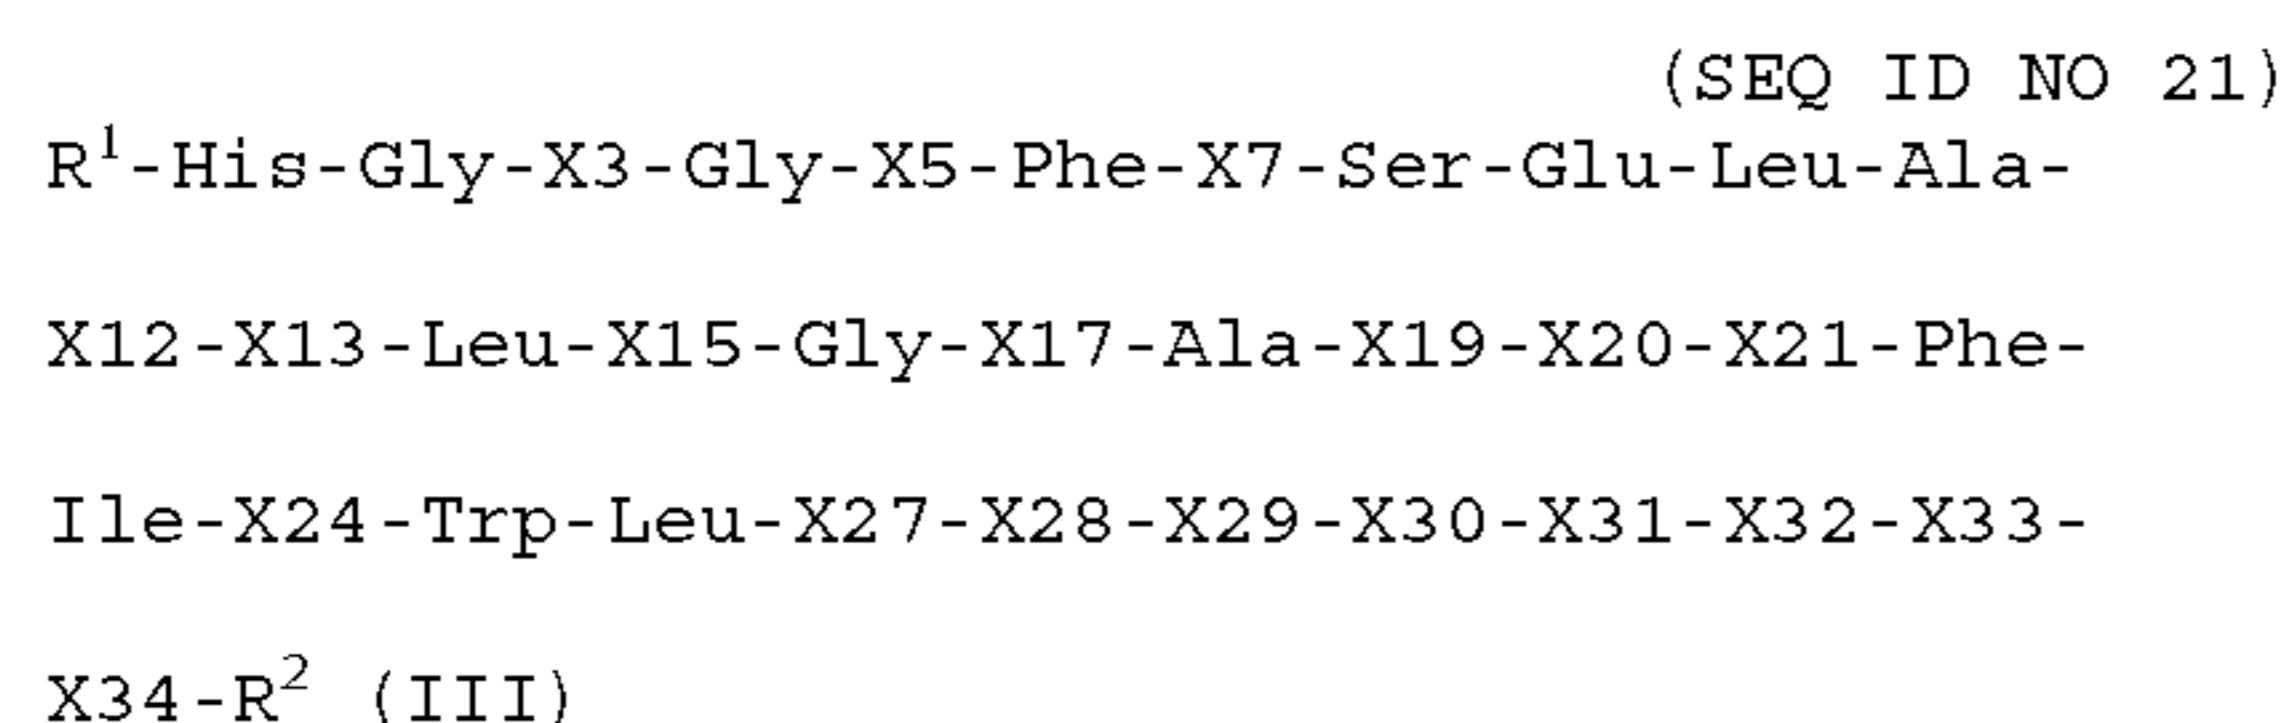 (SEQ ID NO 21)
R¹-His-Gly-X3-Gly-X5-Phe-X7-Ser-Glu-Leu-Ala-
X12-X13-Leu-X15-Gly-X17-Ala-X19-X20-X21-Phe-
Ile-X24-Trp-Leu-X27-X28-X29-X30-X31-X32-X33-
X34-R² (III)